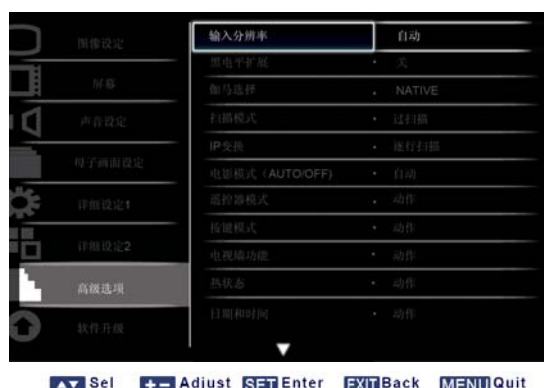 图像设定
屏幕
声音设定
母子画面设定
详细设定1
详细设定2
高级选项
软件升级
输入分辨率 自动
黑电平扩展 • 关
伽马选择 • NATIVE
扫描模式 • 过扫描
IP变换 • 逐行扫描
电影模式（AUTO/OFF) • 自动
遥控器模式 • 动作
按键模式 • 动作
电视墙功能 • 动作
热状态 • 动作
日期和时间 • 动作
▲▼ Sel +− Adjust SET Enter EXIT Back MENU Quit